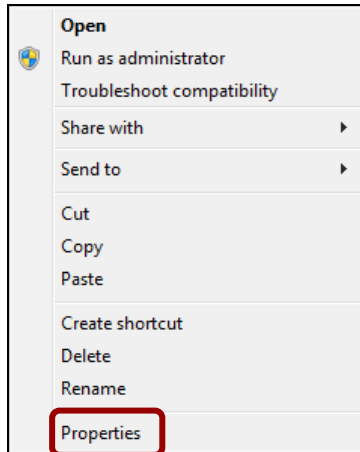 Open
Run as administrator
Troubleshoot compatibility
Share with
Send to
Cut
Copy
Paste
Create shortcut
Delete
Rename
Properties